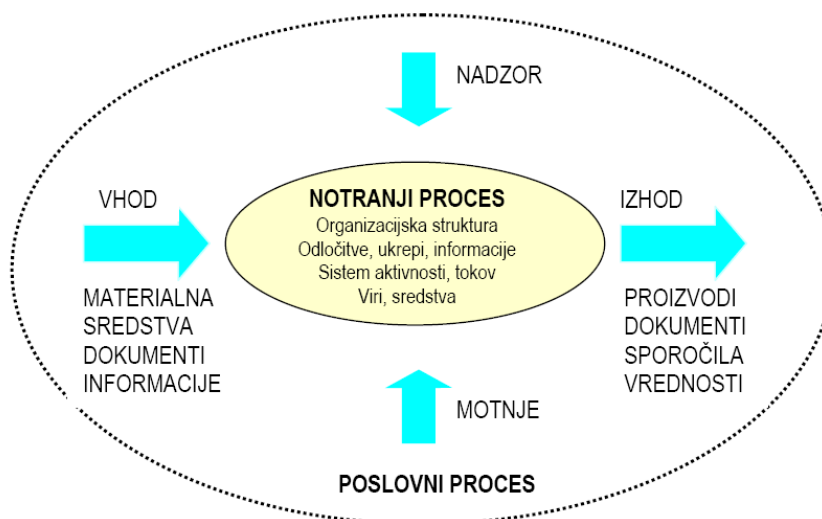 NADZOR
VHOD
NOTRANJI PROCES
Organizacijska struktura
Odločitve, ukrepi, informacije
Sistem aktivnosti, tokov
Viri, sredstva
IZHOD
MATERIALNA
SREDSTVA
DOKUMENTI
INFORMACIJE
PROIZVODI
DOKUMENTI
SPOROČILA
VREDNOSTI
MOTNJE
POSLOVNI PROCES